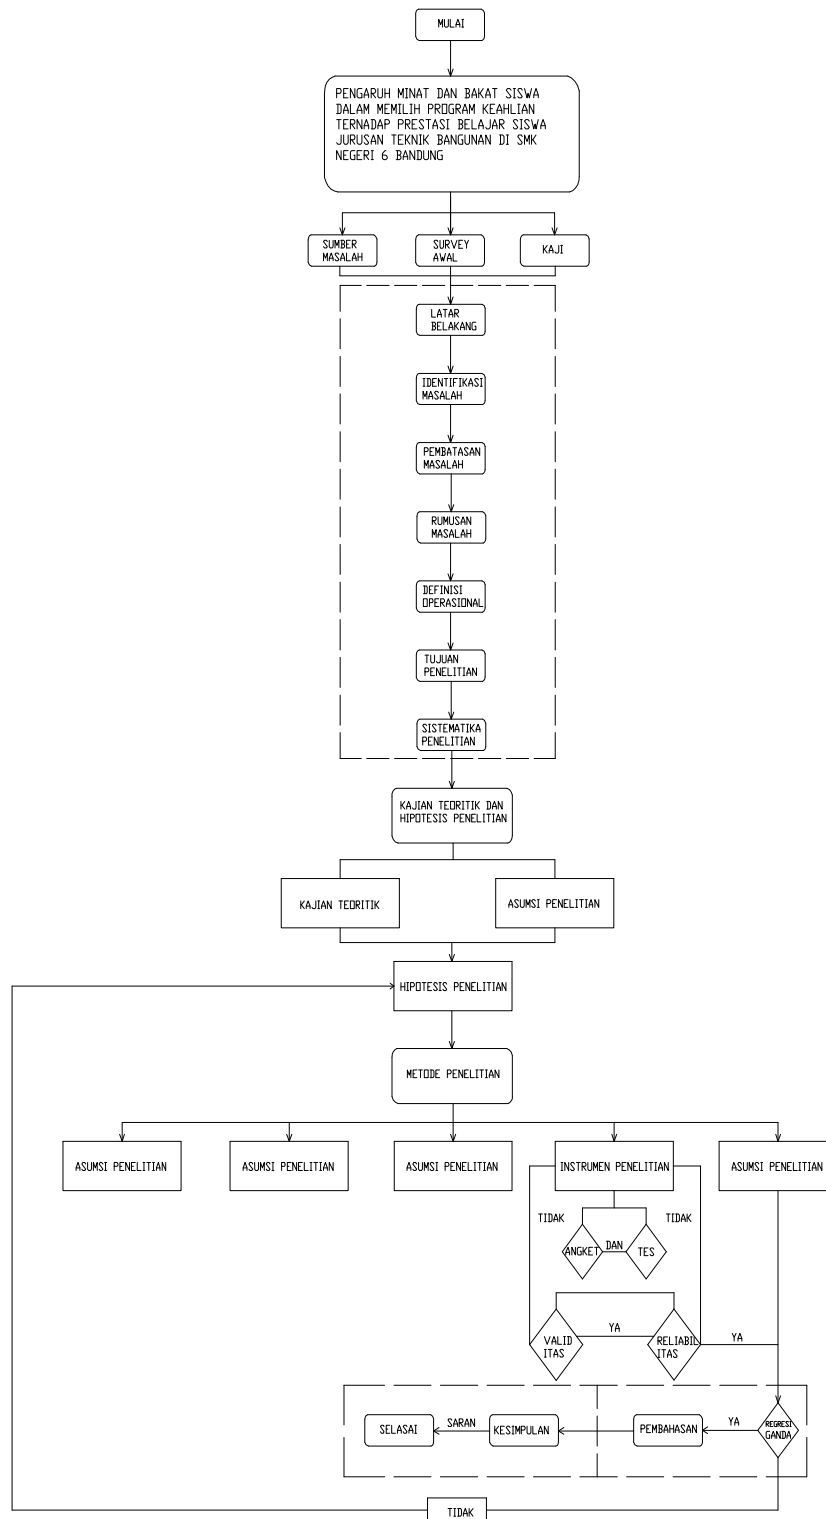 MULAI
PENGARUH MINAT DAN BAKAT SISWA
DALAM MEMILIH PROGRAM KEAHLIAN
TERNADAP PRESTASI BELAJAR SISWA
JURUSAN TEKNIK BANGUNAN DI SMK
NEGERI 6 BANDUNG
SUMBER
MASALAH
SURVEY
AWAL
KAJI
LATAR
BELAKANG
IDENTIFIKASI
MASALAH
PEMBATASAN
MASALAH
RUMUSAN
MASALAH
DEFINISI
OPERASIONAL
TUJUAN
PENELITIAN
SISTEMATIKA
PENELITIAN
KAJIAN TEORITIK DAN
HIPOTESIS PENELITIAN
KAJIAN TEORITIK
ASUMSI PENELITIAN
HIPOTESIS PENELITIAN
METODE PENELITIAN
ASUMSI PENELITIAN
ASUMSI PENELITIAN
ASUMSI PENELITIAN
INSTRUMEN PENELITIAN
ASUMSI PENELITIAN
TIDAK
TIDAK
ANGKET
DAN
TES
VALID
ITAS
YA
RELIABIL
ITAS
YA
SELASAI
SARAN
KESIMPULAN
PEMBAHASAN
YA
REGRESI
GANDA
TIDAK